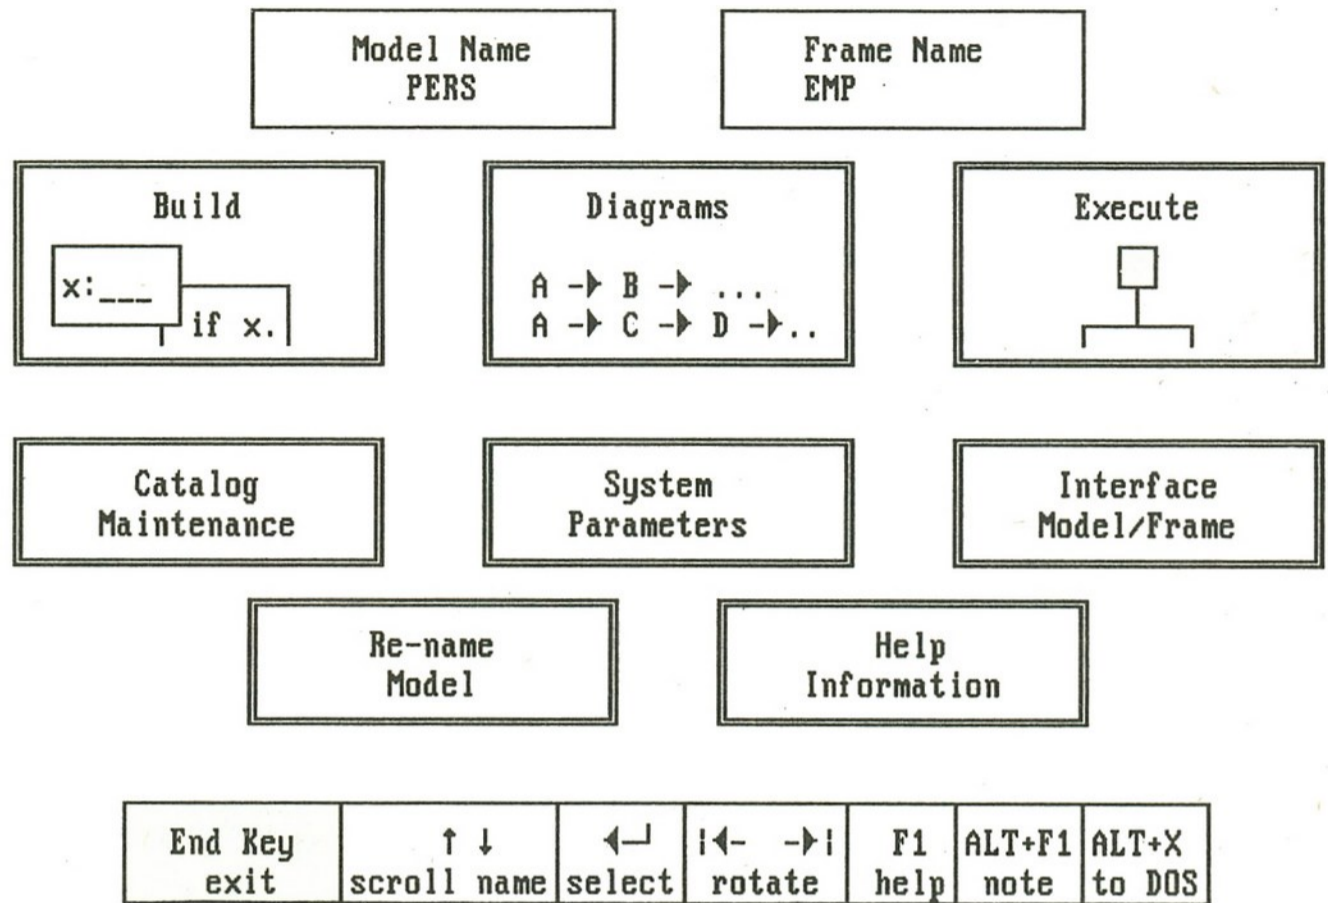 Model Name
PERS
Frame Name
EMP
Build
x:___
if x.
Diagrams
A -▶ B -▶ ...
A -▶ C -▶ D -▶..
Execute
Catalog
Maintenance
System
Parameters
Interface
Model/Frame
Re-name
Model
Help
Information
End Key
exit
↑ ↓
scroll name
◀─┘
select
|◀- -▶|
rotate
F1
help
ALT+F1
note
ALT+X
to DOS